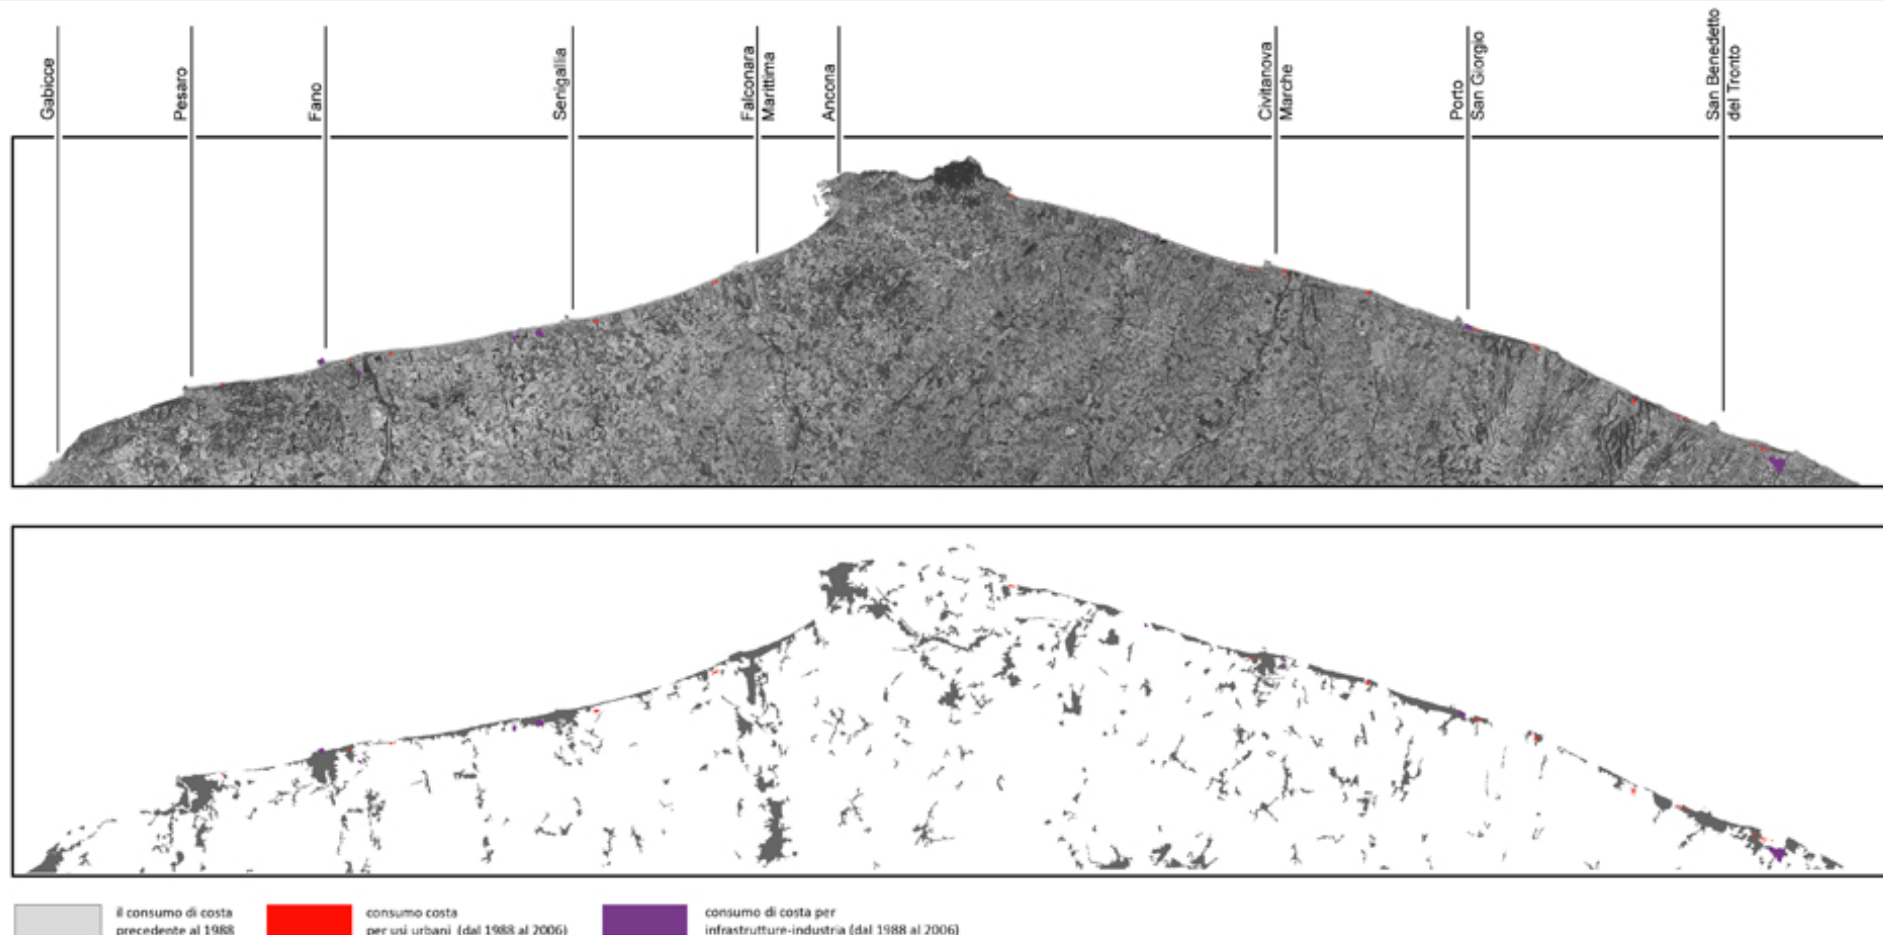 Gabicce
Pesaro
Fano
Senigallia
Falconara
Marittima
Ancona
Civitanova
Marche
Porto
San Giorgio
San Benedetto
del Tronto
il consumo di costa
precedente al 1988
consumo costa
per usi urbani (dal 1988 al 2006)
consumo di costa per
infrastrutture-industria (dal 1988 al 2006)